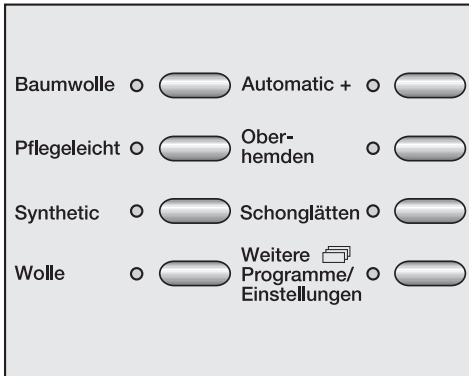 Baumwolle
Automatic +
Pflegeleicht
Ober-
hemden
Synthetic
Schonglätten
Wolle
Weitere
Programme/
Einstellungen